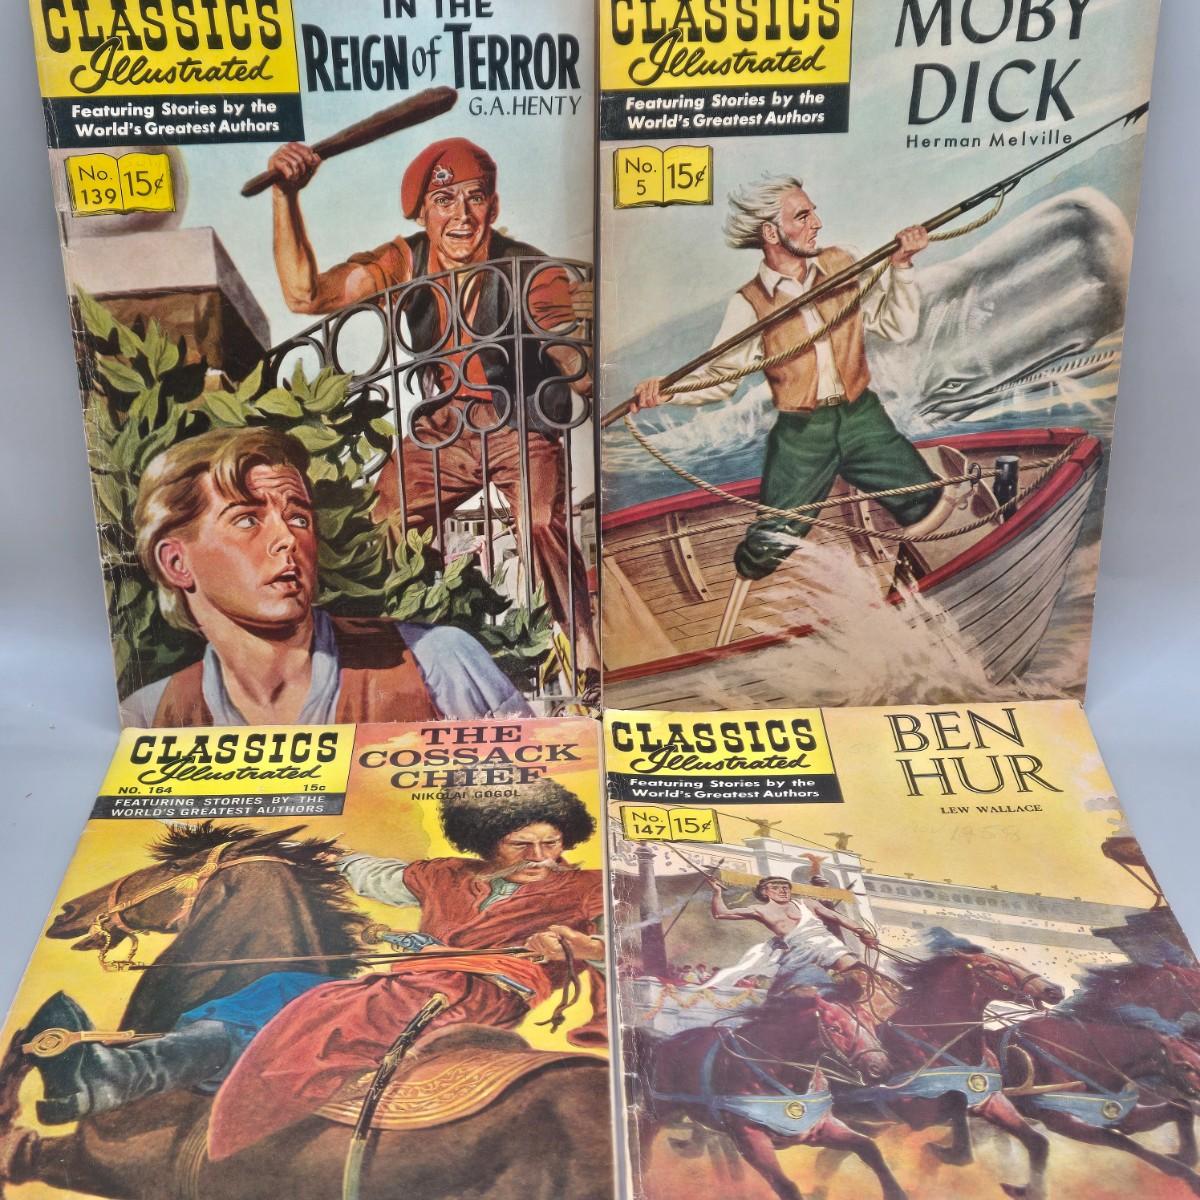 CLASSICS
Illustrated
Featuring Stories by the
World's Greatest Authors
No.
139
15¢
IN THE
REIGN of TERROR
G.A. HENTY
CLASSICS
Illustrated
Featuring Stories by the
World's Greatest Authors
No.
5
15¢
MOBY
DICK
Herman Melville
CLASSICS
Illustrated
NO. 164 15c
FEATURING STORIES BY THE
WORLD'S GREATEST AUTHORS
THE
COSSACK
CHIEF
NIKOLAI GOGOL
CLASSICS
Illustrated
Featuring Stories by the
World's Greatest Authors
No.
147
15¢
BEN
HUR
LEW WALLACE